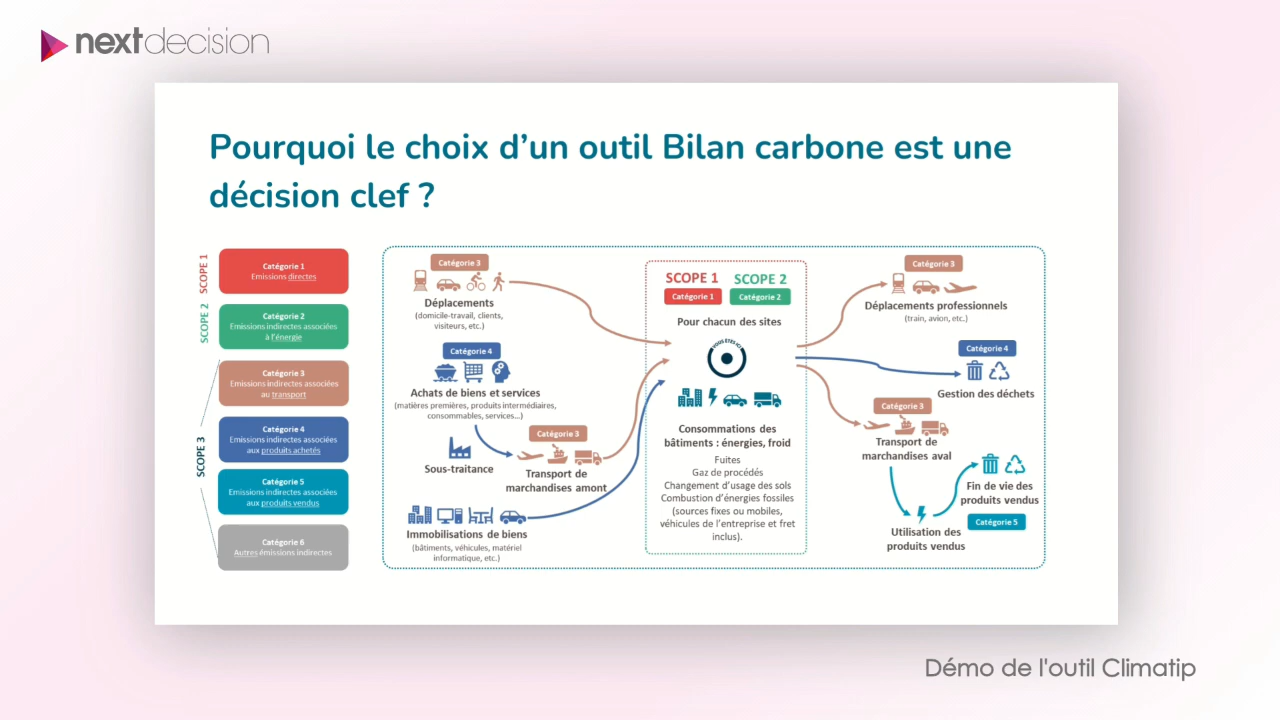 nextdecision
Pourquoi le choix d'un outil Bilan carbone est une
décision clef ?
SCOPE 1
Catégorie 1
Emissions directes
SCOPE 2
Catégorie 2
Emissions indirectes associées
à l'énergie
SCOPE 3
Catégorie 3
Emissions indirectes associées
au transport
Catégorie 4
Emissions indirectes associées
aux produits achetés
Catégorie 5
Emissions indirectes associées
aux produits vendus
Catégorie 6
Autres émissions indirectes
Catégorie 3
Déplacements
(domicile-travail, clients,
visiteurs, etc.)
Catégorie 4
Achats de biens et services
(matières premières, produits intermédiaires,
consommables, services...)
Sous-traitance
Catégorie 3
Transport de
marchandises amont
Immobilisations de biens
(bâtiments, véhicules, matériel
informatique, etc.)
SCOPE 1
Catégorie 1
SCOPE 2
Catégorie 2
Pour chacun des sites
VOUS ÊTES ICI
Consommations des
bâtiments : énergies, froid
Fuites
Gaz de procédés
Changement d'usage des sols
Combustion d'énergies fossiles
(sources fixes ou mobiles,
véhicules de l'entreprise et fret
inclus).
Catégorie 3
Déplacements professionnels
(train, avion, etc.)
Catégorie 4
Gestion des déchets
Catégorie 3
Transport de
marchandises aval
Fin de vie des
produits vendus
Catégorie 5
Utilisation des
produits vendus
Démo de l'outil Climatip